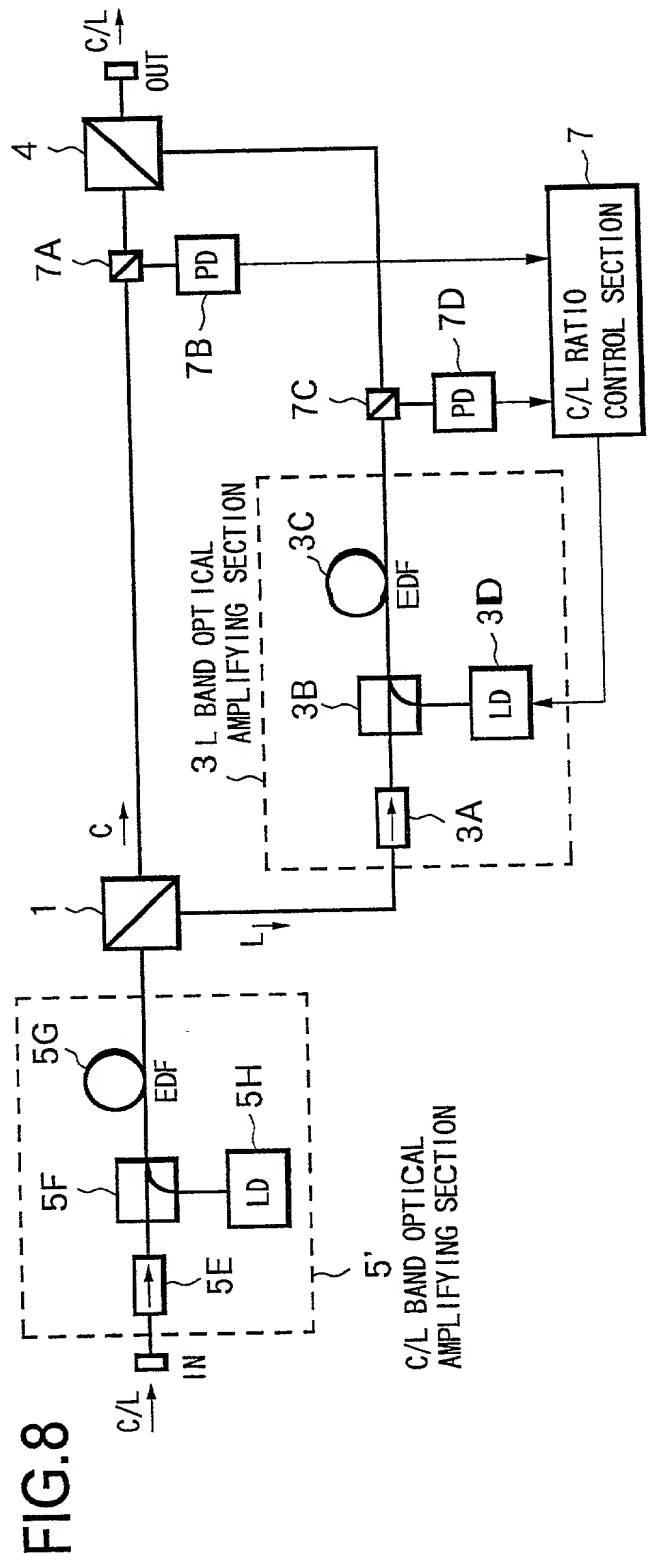 FIG.8
C/L
IN
5E
5F
5G
EDF
LD
5H
5'
C/L BAND OPTICAL
AMPLIFYING SECTION
1
C
L
3 L BAND OPTICAL
AMPLIFYING SECTION
3A
3B
3C
EDF
LD
3D
7C
PD
7D
7A
PD
7B
4
C/L
OUT
7
C/L RATIO
CONTROL SECTION